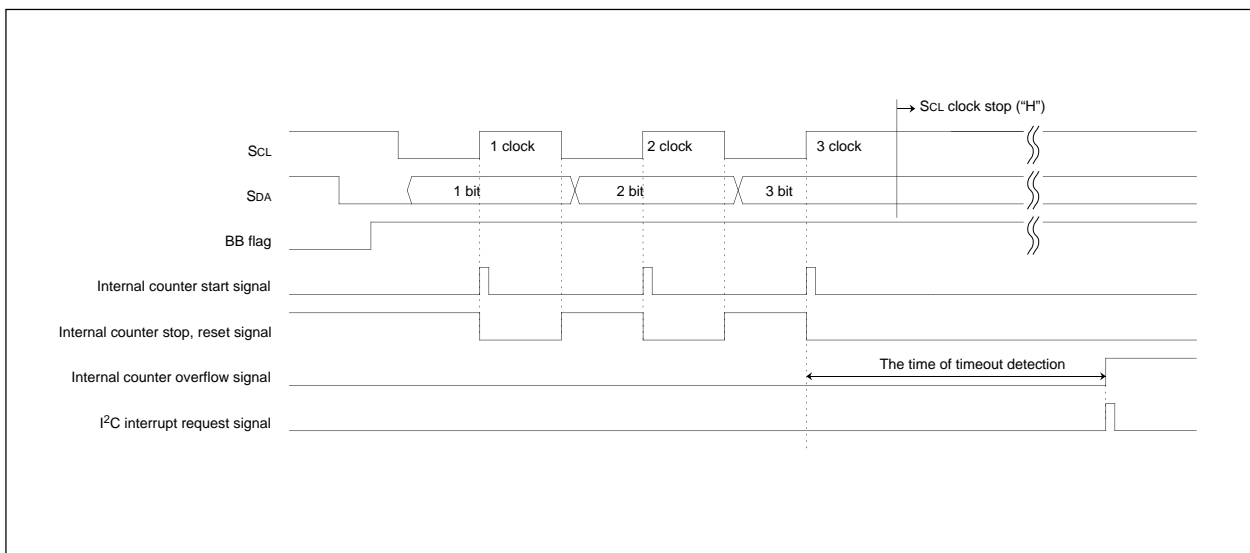 SCL clock stop (“H”)
SCL
1 clock
2 clock
3 clock
SDA
1 bit
2 bit
3 bit
BB flag
Internal counter start signal
Internal counter stop, reset signal
The time of timeout detection
Internal counter overflow signal
I2C interrupt request signal